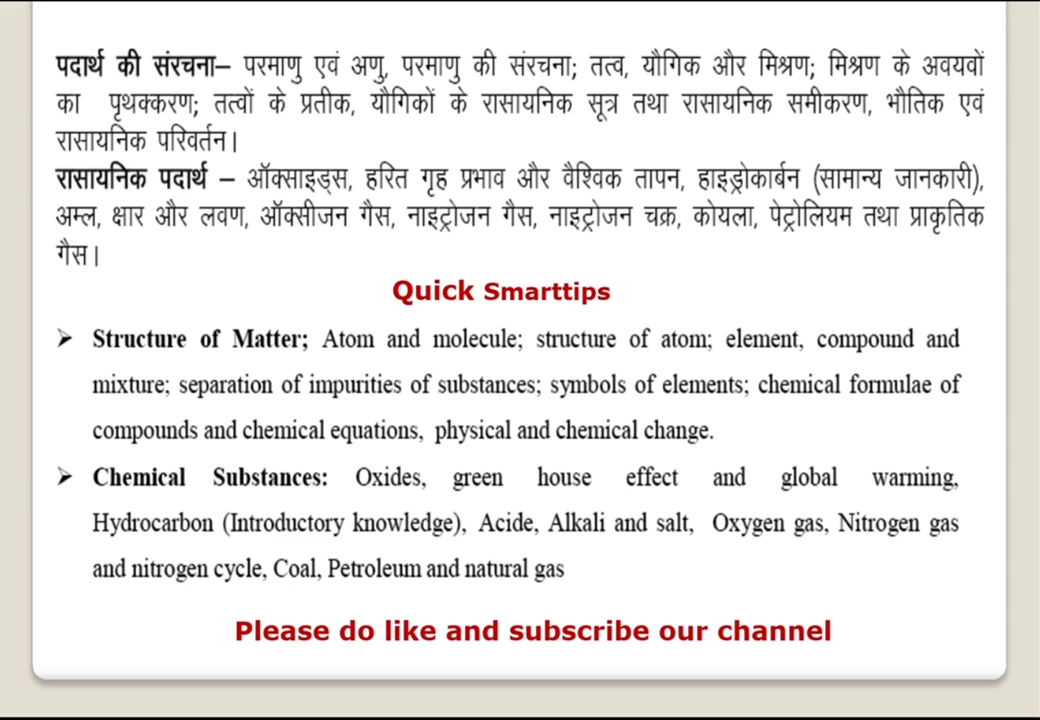 पदार्थ की संरचना– परमाणु एवं अणु, परमाणु की संरचना; तत्व, यौगिक और मिश्रण; मिश्रण के अवयवों
का पृथक्करण; तत्वों के प्रतीक, यौगिकों के रासायनिक सूत्र तथा रासायनिक समीकरण, भौतिक एवं
रासायनिक परिवर्तन।
रासायनिक पदार्थ – ऑक्साइड्स, हरित गृह प्रभाव और वैश्विक तापन, हाइड्रोकार्बन (सामान्य जानकारी),
अम्ल, क्षार और लवण, ऑक्सीजन गैस, नाइट्रोजन गैस, नाइट्रोजन चक्र, कोयला, पेट्रोलियम तथा प्राकृतिक
गैस।
Quick Smarttips
➢ Structure of Matter; Atom and molecule; structure of atom; element, compound and
mixture; separation of impurities of substances; symbols of elements; chemical formulae of
compounds and chemical equations, physical and chemical change.
➢ Chemical Substances: Oxides, green house effect and global warming,
Hydrocarbon (Introductory knowledge), Acide, Alkali and salt, Oxygen gas, Nitrogen gas
and nitrogen cycle, Coal, Petroleum and natural gas
Please do like and subscribe our channel